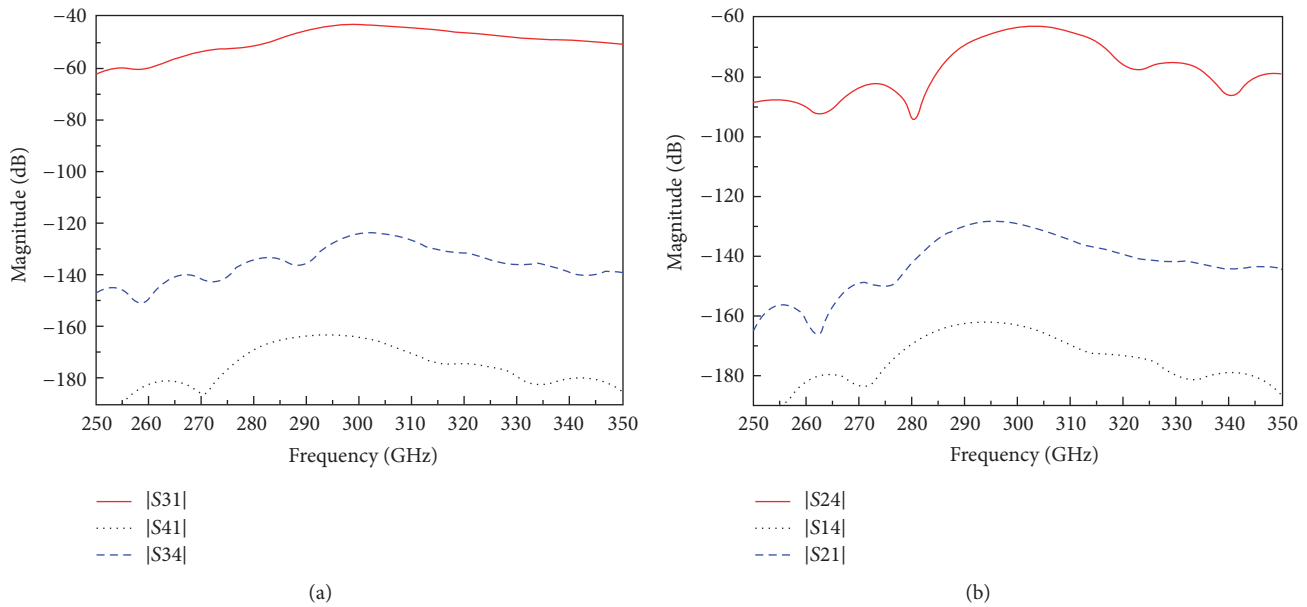 −40
−60
−80
−100
−120
−140
−160
−180
Magnitude (dB)
250 260 270 280 290 300 310 320 330 340 350
Frequency (GHz)
|S31|
|S41|
|S34|
(a)
−60
−80
−100
−120
−140
−160
−180
Magnitude (dB)
250 260 270 280 290 300 310 320 330 340 350
Frequency (GHz)
|S24|
|S14|
|S21|
(b)